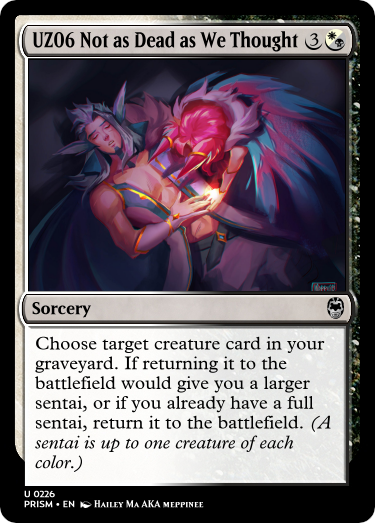 UZ06 Not as Dead as We Thought 3
Sorcery
Choose target creature card in your
graveyard. If returning it to the
battlefield would give you a larger
sentai, or if you already have a full
sentai, return it to the battlefield. (A
sentai is up to one creature of each
color.)
U 0226
PRISM • EN HAILEY MA AKA MEPPINEE